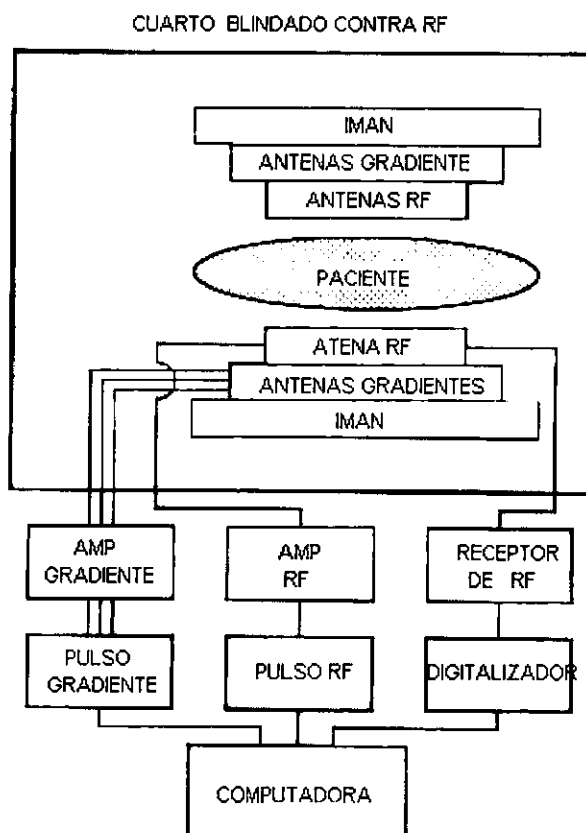 CUARTO BLINDADO CONTRA RF
IMAN
ANTENAS GRADIENTE
ANTENAS RF
PACIENTE
ATENA RF
ANTENAS GRADIENTES
IMAN
AMP
GRADIENTE
AMP
RF
RECEPTOR
DE RF
PULSO
GRADIENTE
PULSO RF
DIGITALIZADOR
COMPUTADORA